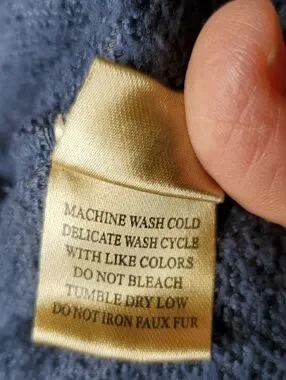 MACHINE WASH COLD
DELICATE WASH CYCLE
WITH LIKE COLORS
DO NOT BLEACH
TUMBLE DRY LOW
DO NOT IRON FAUX FUR